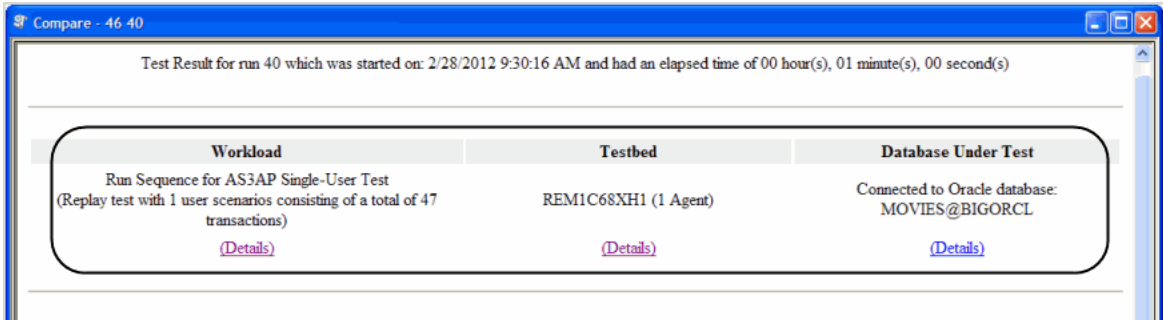 Compare - 46 40
Test Result for run 40 which was started on: 2/28/2012 9:30:16 AM and had an elapsed time of 00 hour(s), 01 minute(s), 00 second(s)
Workload
Run Sequence for AS3AP Single-User Test
(Replay test with 1 user scenarios consisting of a total of 47
transactions)
(Details)
Testbed
REM1C68XH1 (1 Agent)
(Details)
Database Under Test
Connected to Oracle database:
MOVIES@BIGORCL
(Details)